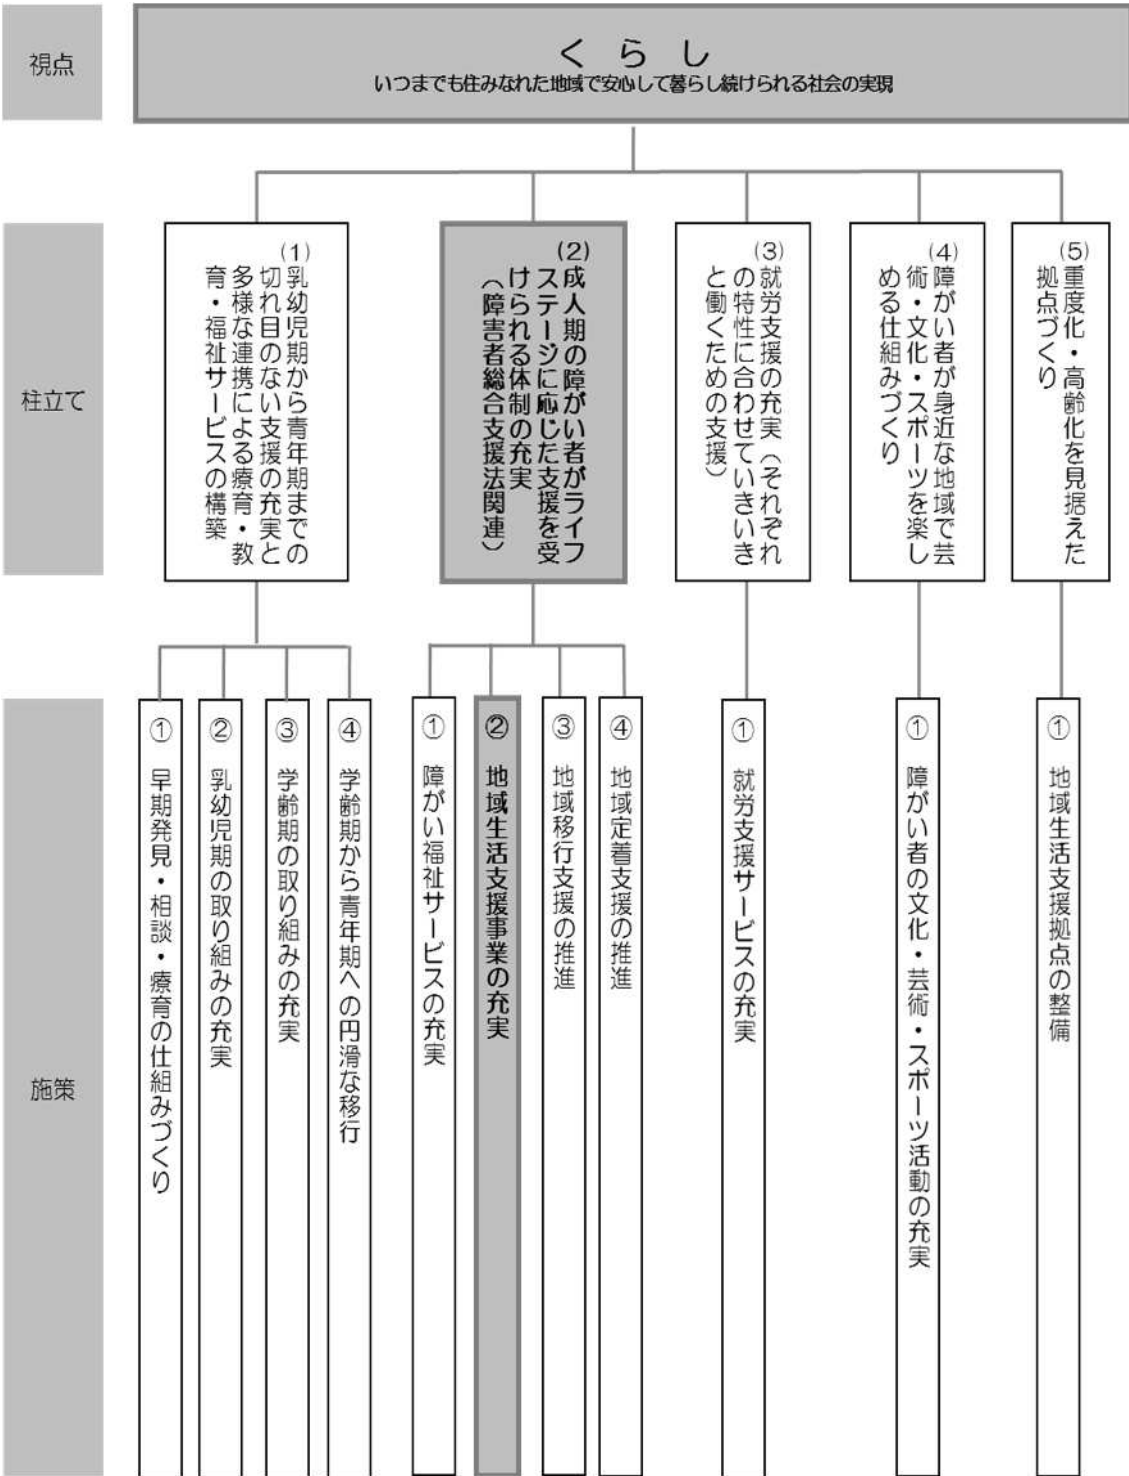 視点
くらし
いつまでも住みなれた地域で安心して暮らし続けられる社会の実現
柱立て
(1)
乳幼児期から青年期までの
切れ目のない支援の充実と
多様な連携による療育・教
育・福祉サービスの構築
(2)
成人期の障がい者がライフ
ステージに応じた支援を受
けられる体制の充実
（障害者総合支援法関連）
(3)
就労支援の充実（それぞれ
の特性に合わせていきいき
と働くための支援）
(4)
障がい者が身近な地域で芸
術・文化・スポーツを楽し
める仕組みづくり
(5)
重度化・高齢化を見据えた
拠点づくり
施策
① 早期発見・相談・療育の仕組みづくり
② 乳幼児期の取り組みの充実
③ 学齢期の取り組みの充実
④ 学齢期から青年期への円滑な移行
① 障がい福祉サービスの充実
② 地域生活支援事業の充実
③ 地域移行支援の推進
④ 地域定着支援の推進
① 就労支援サービスの充実
① 障がい者の文化・芸術・スポーツ活動の充実
① 地域生活支援拠点の整備